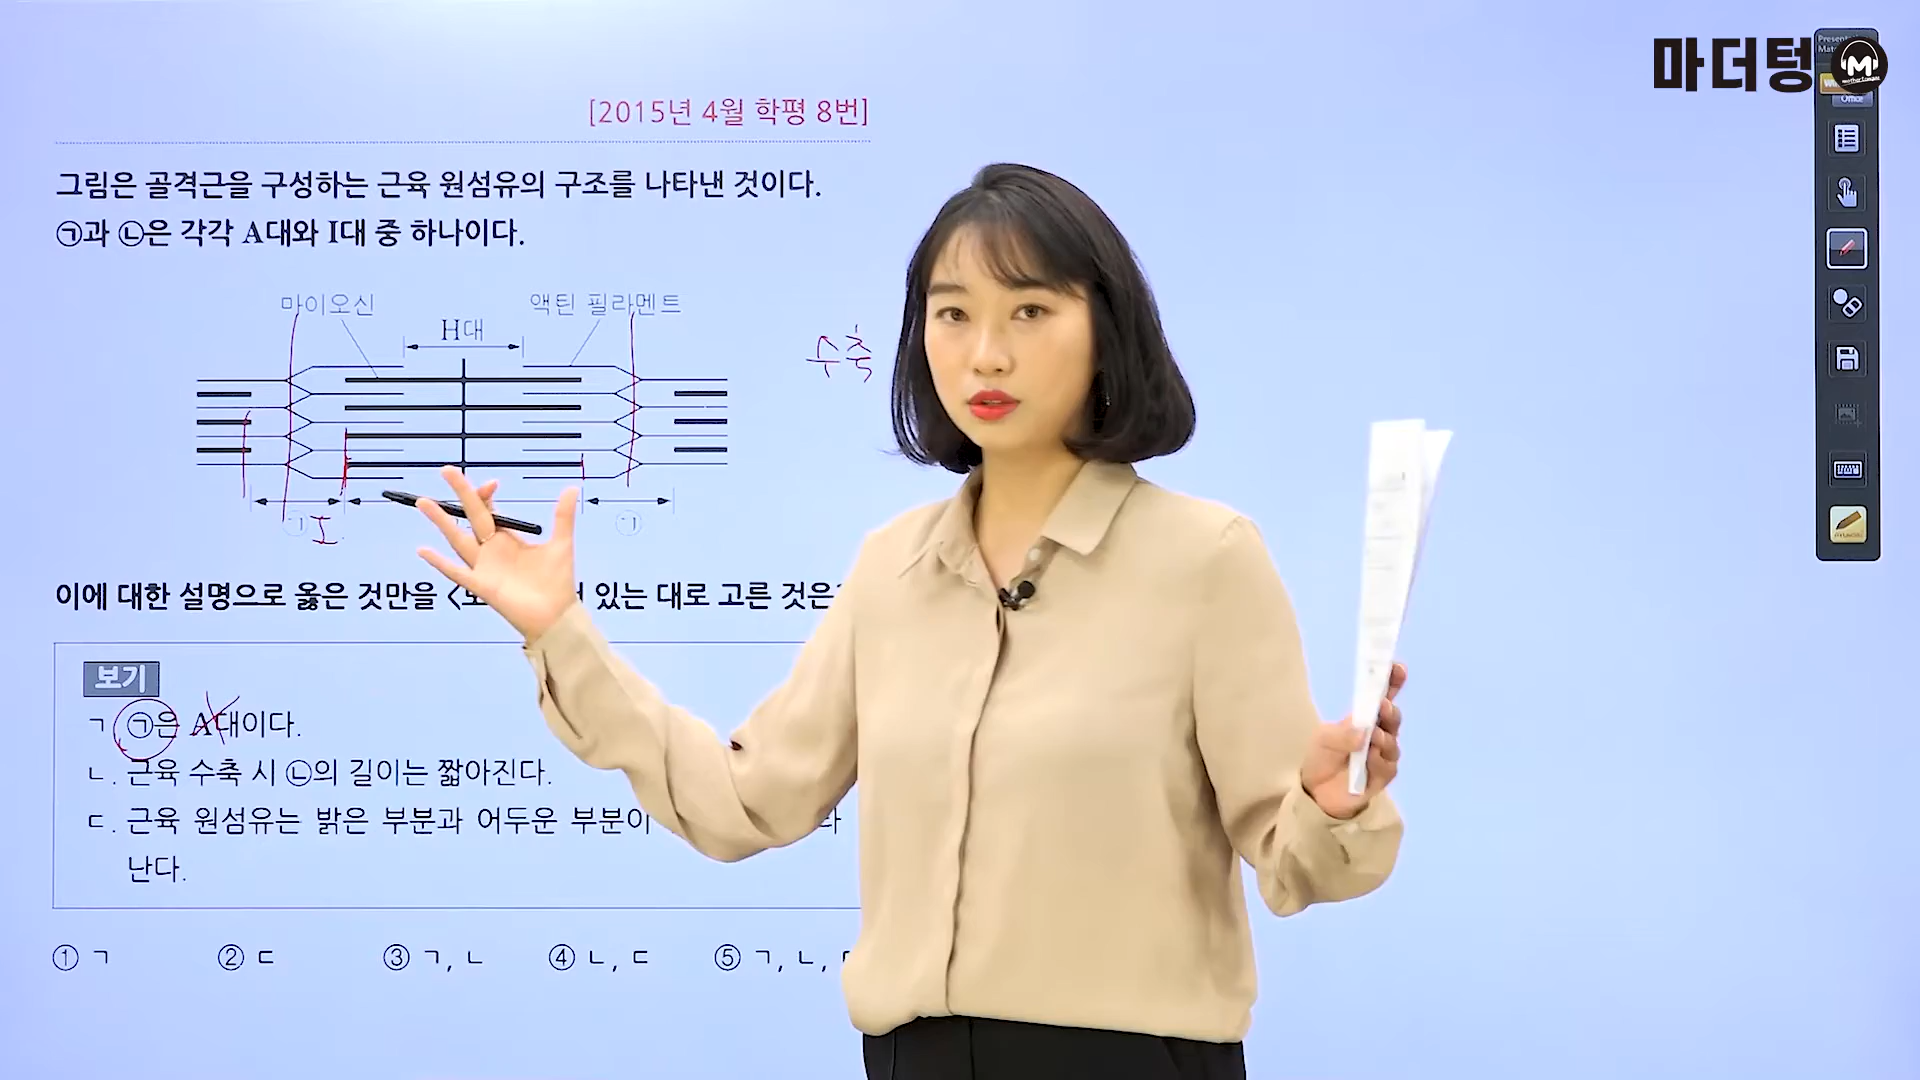 마더텅
M
Office
[2015년 4월 학평 8번]
그림은 골격근을 구성하는 근육 원섬유의 구조를 나타낸 것이다.
㉠과 ㉡은 각각 A대와 I대 중 하나이다.
마이오신
H대
액틴 필라멘트
수축
㉠ I
㉠
이에 대한 설명으로 옳은 것만을 있는 대로 고른 것은?
보기
ㄱ ㉠은 A대이다.
ㄴ. 근육 수축 시 ㉡의 길이는 짧아진다.
ㄷ. 근육 원섬유는 밝은 부분과 어두운 부분이
난다.
① ㄱ ② ㄷ ③ ㄱ, ㄴ ④ ㄴ, ㄷ ⑤ ㄱ, ㄴ,